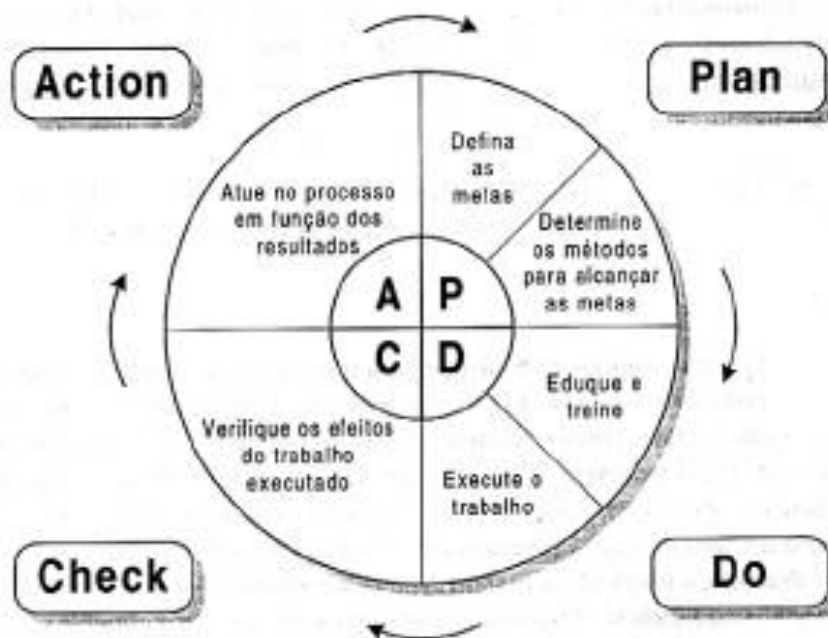 Action
Plan
Defina
as
metas
Determine
os métodos
para alcançar
as metas
Atue no processo
em função dos
resultados
A P
C D
Eduque e
treine
Execute o
trabalho
Verifique os efeitos
do trabalho
executado
Check
Do